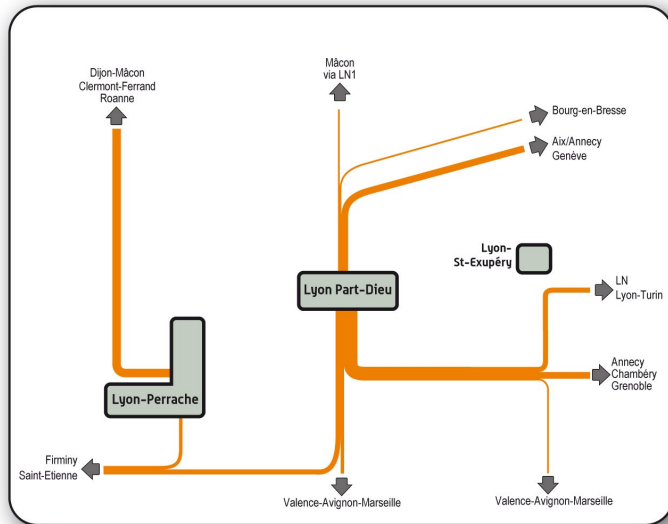 Mâcon
via LN1
Dijon-Mâcon
Clermont-Ferrand
Roanne
Bourg-en-Bresse
Aix/Annecy
Genève
Lyon-
St-Exupéry
Lyon Part-Dieu
LN
Lyon-Turin
Annecy
Chambéry
Grenoble
Lyon-Perrache
Firminy
Saint-Etienne
Valence-Avignon-Marseille
Valence-Avignon-Marseille